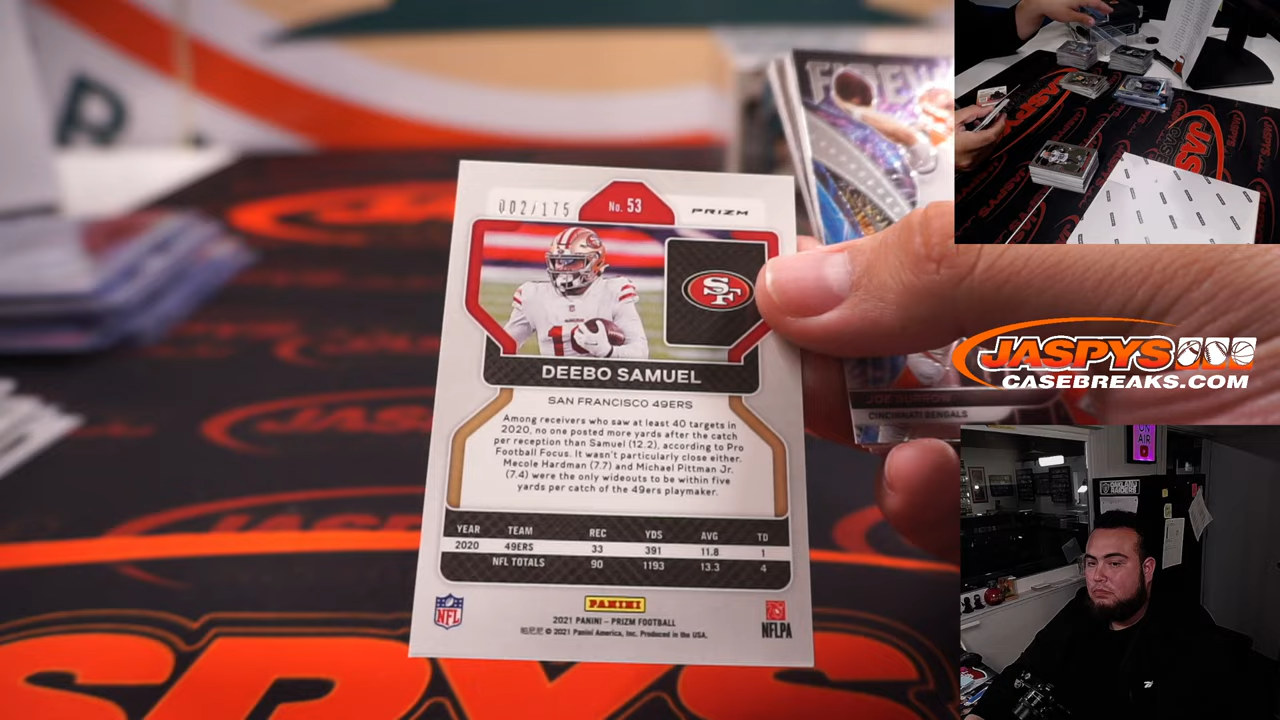 002/175
No. 53
PRIZM
SF
DEEBO SAMUEL
SAN FRANCISCO 49ERS
Among receivers who saw at least 40 targets in
2020, no one posted more yards after the catch
per reception than Samuel (12.2), according to Pro
Football Focus. It wasn't particularly close either.
Mecole Hardman (7.7) and Michael Pittman Jr.
(7.4) were the only wideouts to be within five
yards per catch of the 49ers playmaker.
YEAR TEAM REC YDS AVG TD
2020 49ERS 33 391 11.8 1
NFL TOTALS 90 1193 13.3 4
NFL
PANINI
NFLPA
2021 PANINI – PRIZM FOOTBALL
© 2021 Panini America, Inc. Produced in the USA.
JOE BURROW
CINCINNATI BENGALS
JASPYS
CASEBREAKS.COM
ON
AIR
OAKLAND
RAIDERS